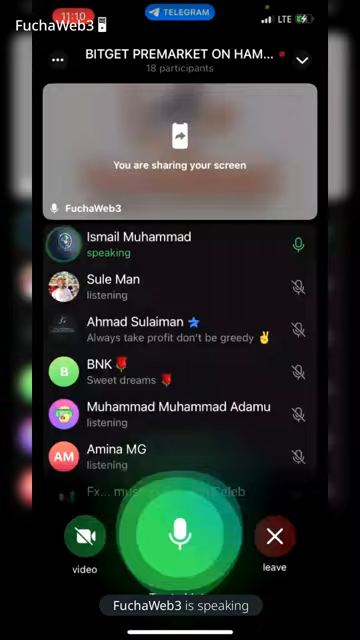 11:10
TELEGRAM
LTE
FuchaWeb3
BITGET PREMARKET ON HAM...
18 participants
You are sharing your screen
FuchaWeb3
Ismail Muhammad
speaking
Sule Man
listening
Ahmad Sulaiman
Always take profit don't be greedy ✌️
B
BNK🌹
Sweet dreams 🌹
Muhammad Muhammad Adamu
listening
AM
Amina MG
listening
video
leave
FuchaWeb3 is speaking